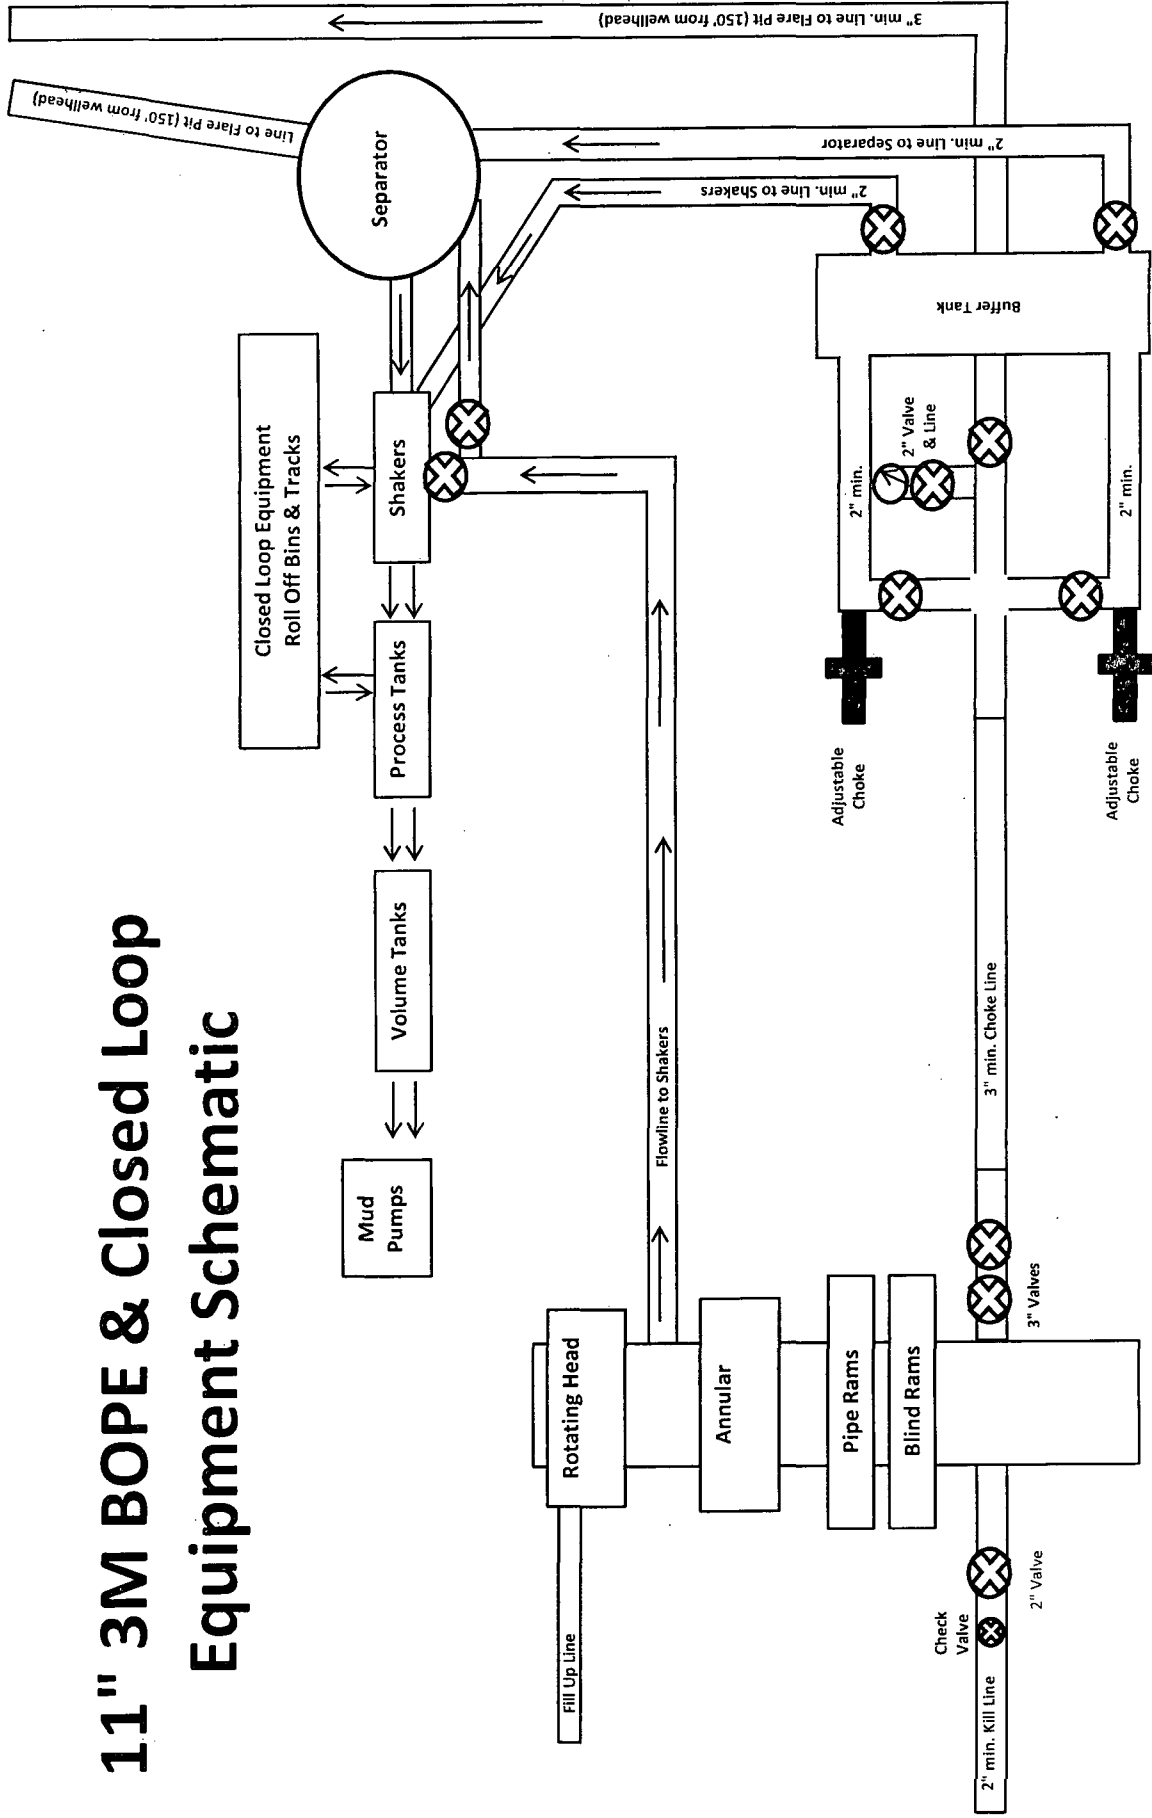 11" 3M BOPE & Closed Loop
Equipment Schematic
Closed Loop Equipment
Roll Off Bins & Tracks
Mud
Pumps
Volume Tanks
Process Tanks
Shakers
Separator
Line to Flare Pit (150' from wellhead)
3" min. Line to Flare Pit (150' from wellhead)
Fill Up Line
Rotating Head
Flowline to Shakers
2" min. Line to Shakers
2" min. Line to Separator
Annular
Pipe Rams
Blind Rams
Adjustable
Choke
2" min.
2" Valve
& Line
Buffer Tank
2" min. Kill Line
Check
Valve
2" Valve
3" Valves
3" min. Choke Line
Adjustable
Choke
2" min.